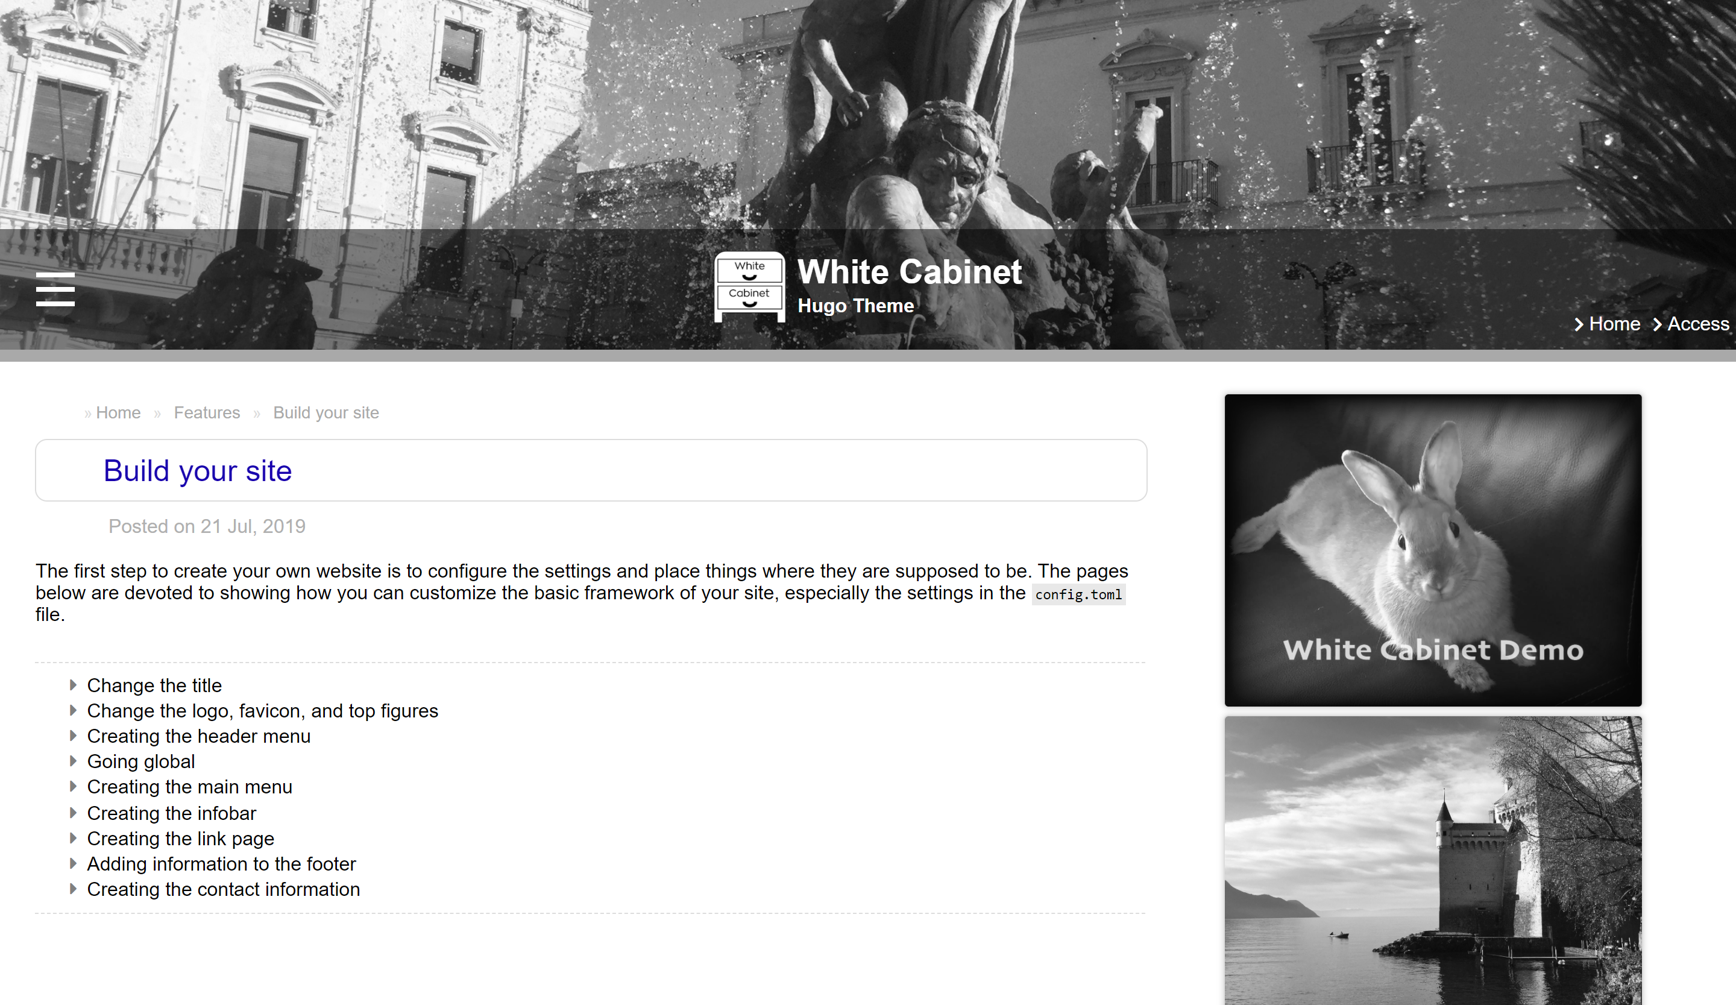 White
Cabinet
White Cabinet
Hugo Theme
Home Access
» Home » Features » Build your site
Build your site
Posted on 21 Jul, 2019
The first step to create your own website is to configure the settings and place things where they are supposed to be. The pages
below are devoted to showing how you can customize the basic framework of your site, especially the settings in the config.toml
file.
Change the title
Change the logo, favicon, and top figures
Creating the header menu
Going global
Creating the main menu
Creating the infobar
Creating the link page
Adding information to the footer
Creating the contact information
White Cabinet Demo